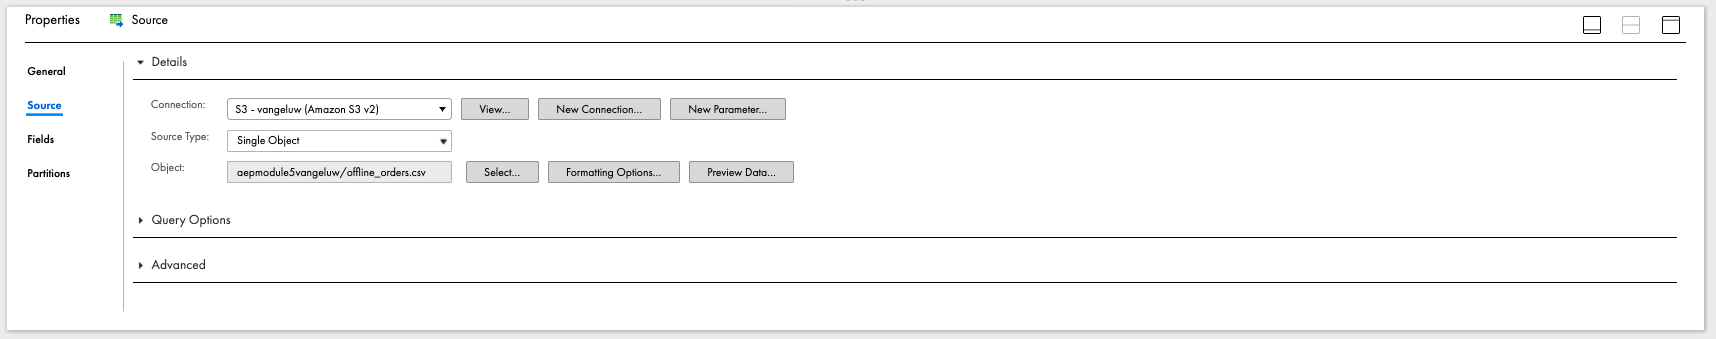 Properties Source
General
Source
Fields
Partitions
Details
Connection: S3 - vangeluw (Amazon S3 v2) View... New Connection... New Parameter...
Source Type: Single Object
Object: aepmodule5vangeluw/offline_orders.csv Select... Formatting Options... Preview Data...
Query Options
Advanced